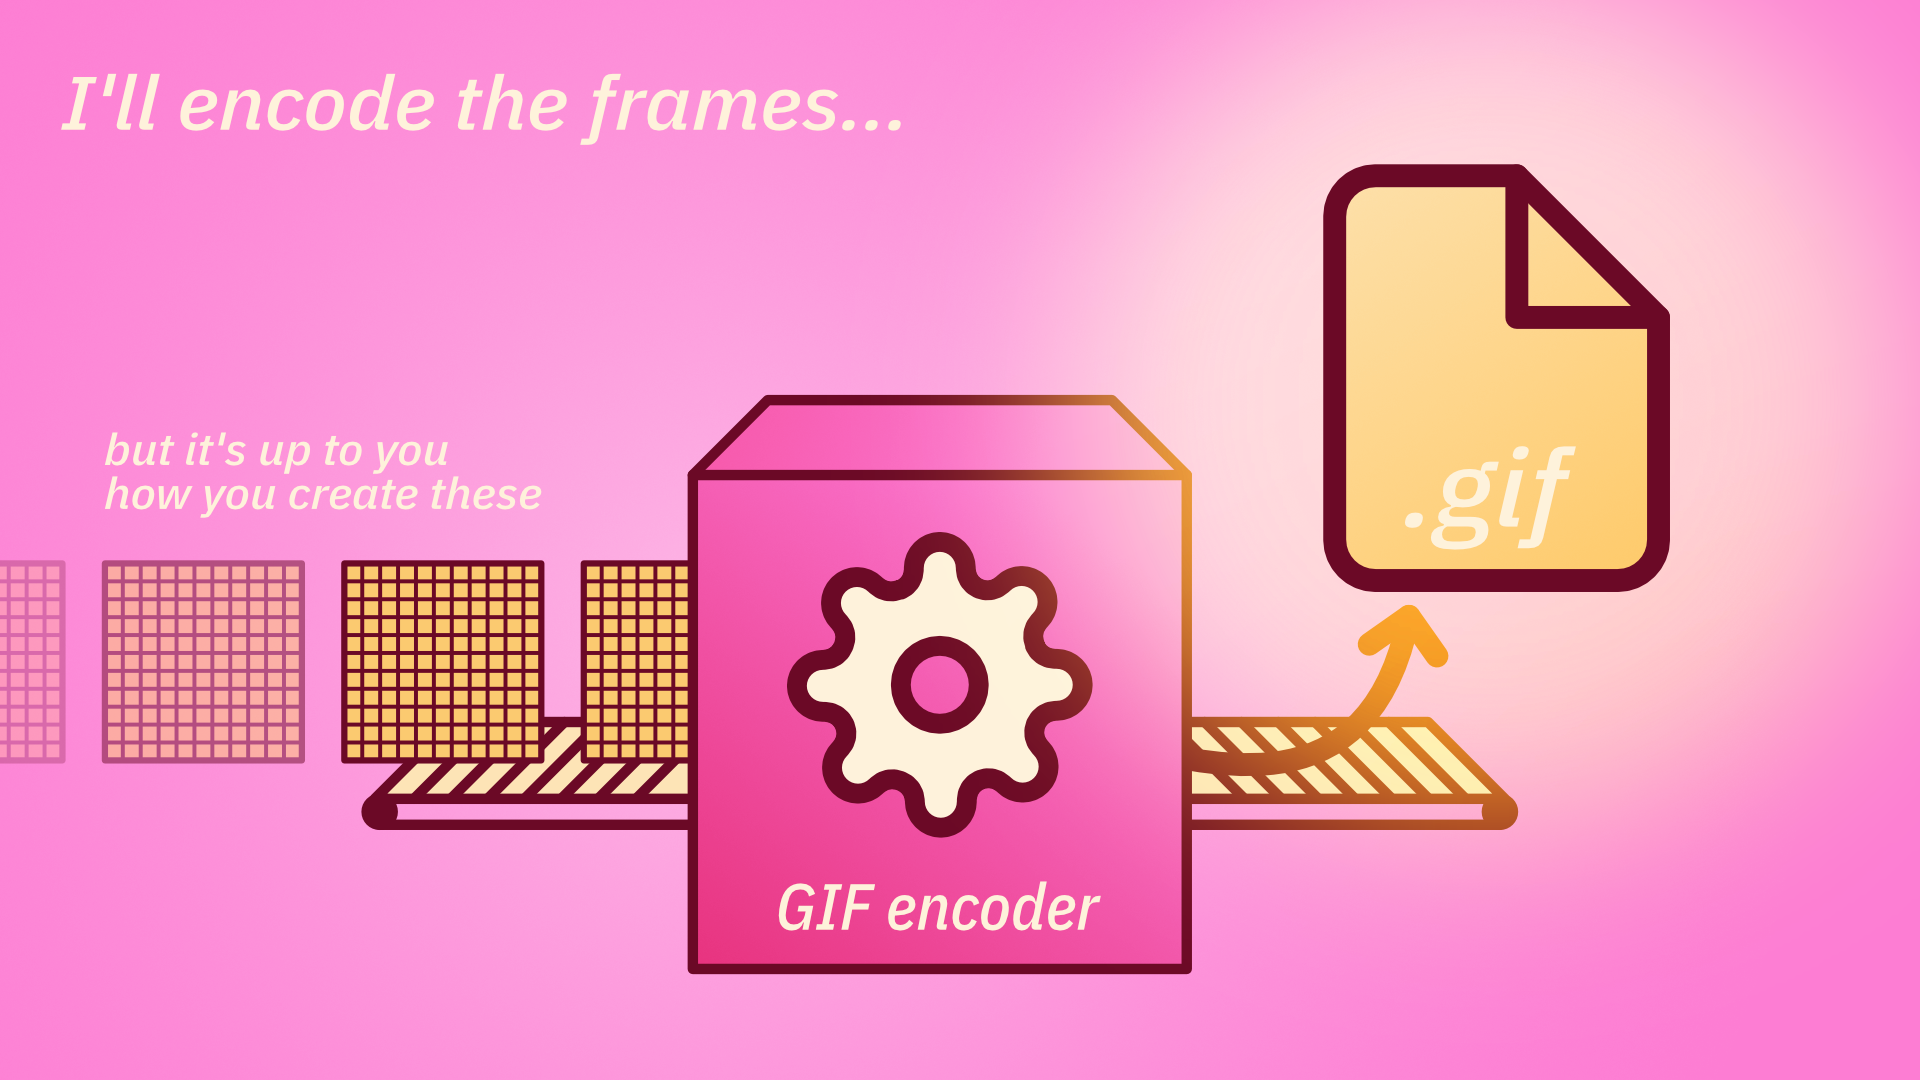 I'll encode the frames...
but it's up to you
how you create these
.gif
GIF encoder